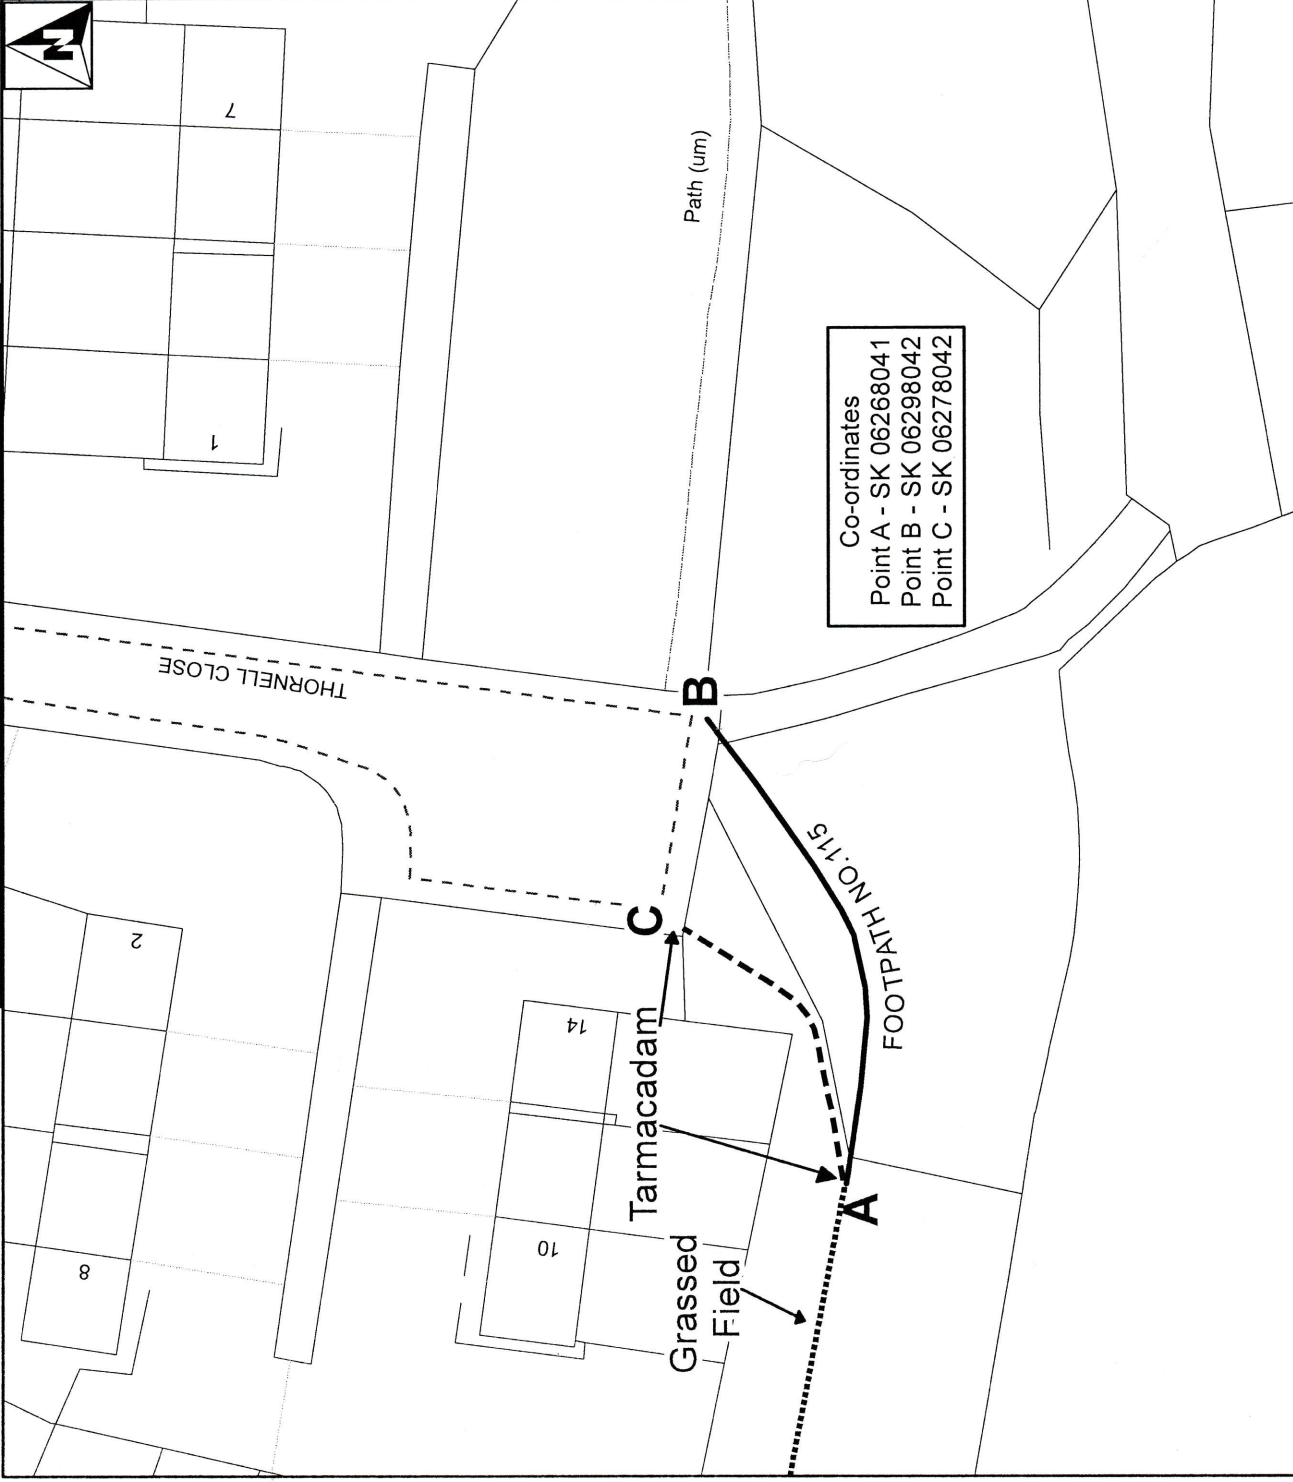 N
7
1
Path (um)
THORNELL CLOSE
Co-ordinates
Point A - SK 06268041
Point B - SK 06298042
Point C - SK 06278042
B
C
2
8
14
10
FOOTPATH NO.115
Tarmacadam
A
Grassed
Field